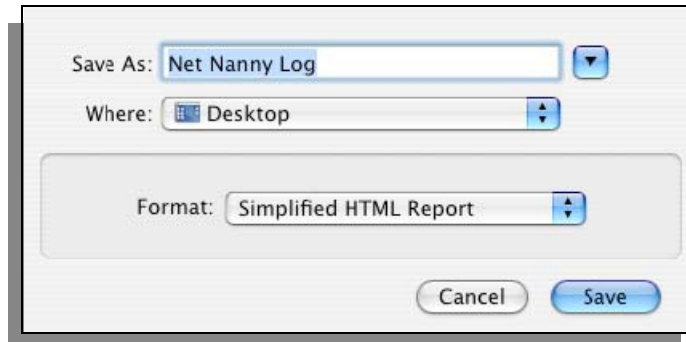 Save As: Net Nanny Log
Where: Desktop
Format: Simplified HTML Report
Cancel Save